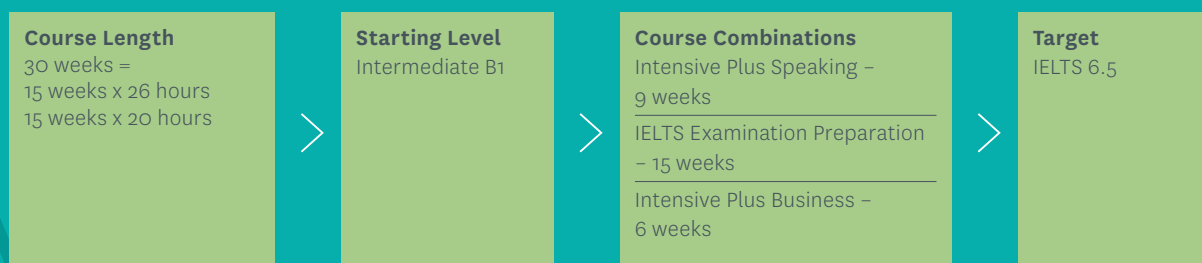 Course Length
30 weeks =
15 weeks x 26 hours
15 weeks x 20 hours
Starting Level
Intermediate B1
Course Combinations
Intensive Plus Speaking –
9 weeks
IELTS Examination Preparation
– 15 weeks
Intensive Plus Business –
6 weeks
Target
IELTS 6.5